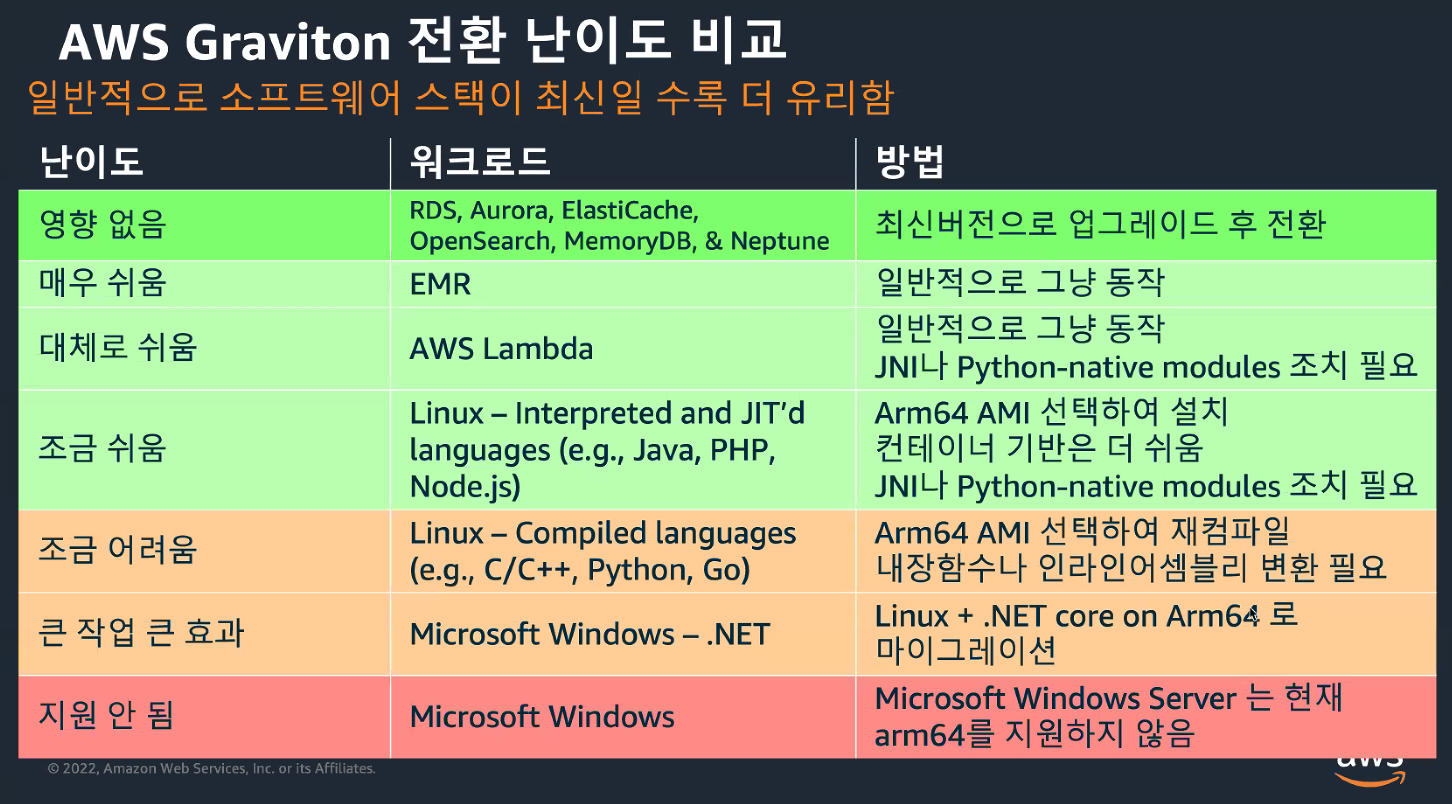 AWS Graviton 전환 난이도 비교
일반적으로 소프트웨어 스택이 최신일 수록 더 유리함
난이도
워크로드
방법
영향 없음
RDS, Aurora, ElastiCache,
OpenSearch, MemoryDB, & Neptune
최신버전으로 업그레이드 후 전환
매우 쉬움
EMR
일반적으로 그냥 동작
대체로 쉬움
AWS Lambda
일반적으로 그냥 동작
JNI나 Python-native modules 조치 필요
조금 쉬움
Linux – Interpreted and JIT’d
languages (e.g., Java, PHP,
Node.js)
Arm64 AMI 선택하여 설치
컨테이너 기반은 더 쉬움
JNI나 Python-native modules 조치 필요
조금 어려움
Linux – Compiled languages
(e.g., C/C++, Python, Go)
Arm64 AMI 선택하여 재컴파일
내장함수나 인라인어셈블리 변환 필요
큰 작업 큰 효과
Microsoft Windows – .NET
Linux + .NET core on Arm64 로
마이그레이션
지원 안 됨
Microsoft Windows
Microsoft Windows Server 는 현재
arm64를 지원하지 않음
© 2022, Amazon Web Services, Inc. or its Affiliates.
aws